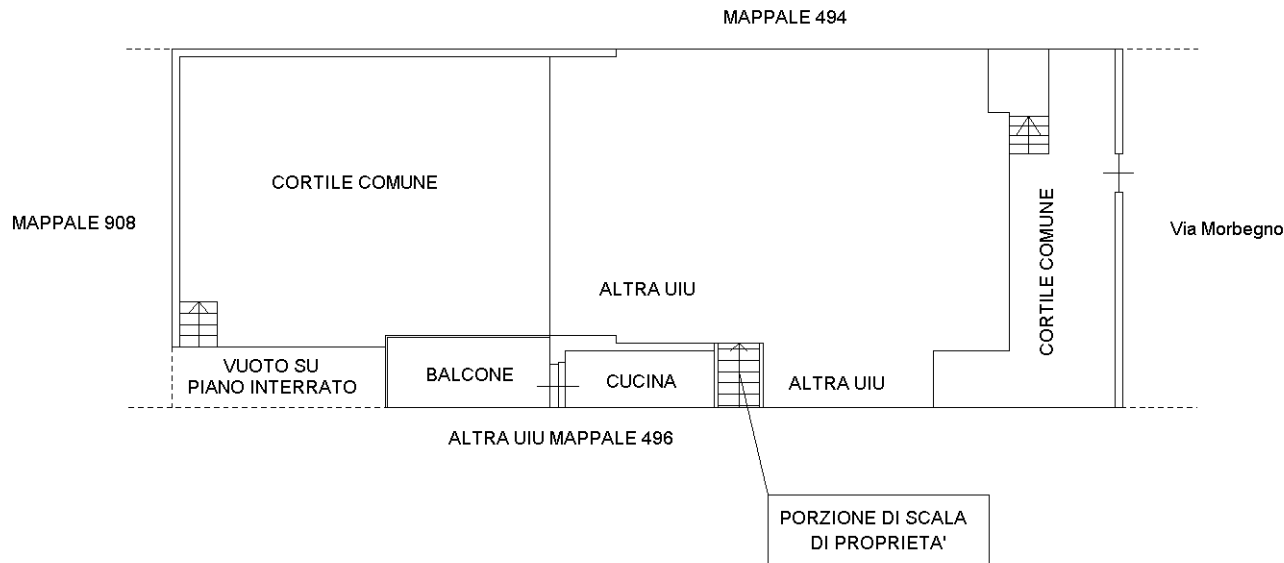 MAPPALE 494
CORTILE COMUNE
MAPPALE 908
Via Morbegno
CORTILE COMUNE
ALTRA UIU
VUOTO SU
PIANO INTERRATO
BALCONE
CUCINA
ALTRA UIU
ALTRA UIU MAPPALE 496
PORZIONE DI SCALA
DI PROPRIETA'